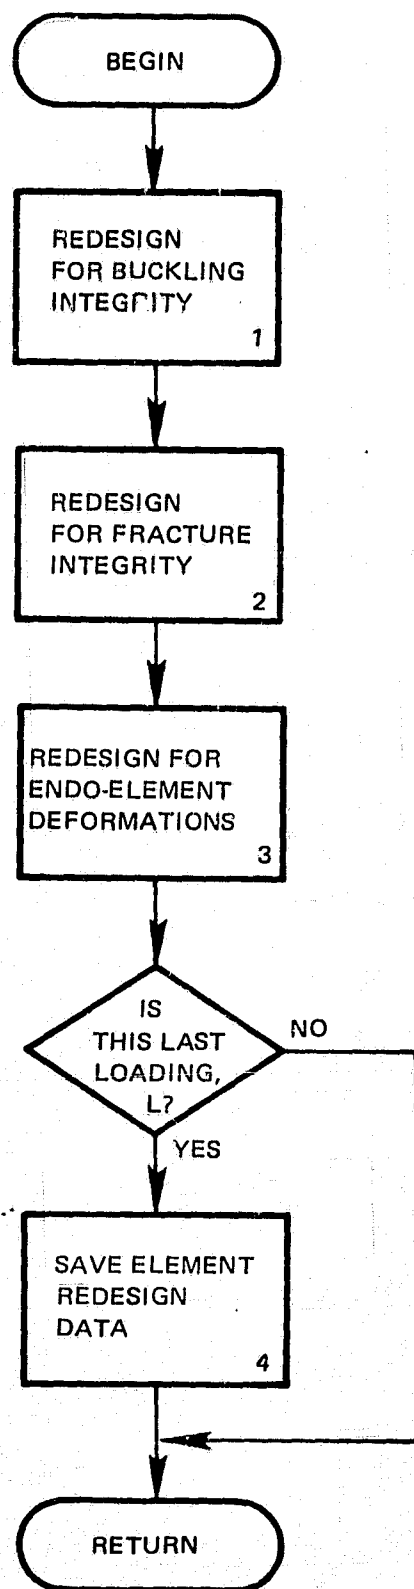 BEGIN
REDESIGN
FOR BUCKLING
INTEGRITY
1
REDESIGN
FOR FRACTURE
INTEGRITY
2
REDESIGN FOR
ENDO-ELEMENT
DEFORMATIONS
3
IS
THIS LAST
LOADING,
L?
NO
YES
SAVE ELEMENT
REDESIGN
DATA
4
RETURN